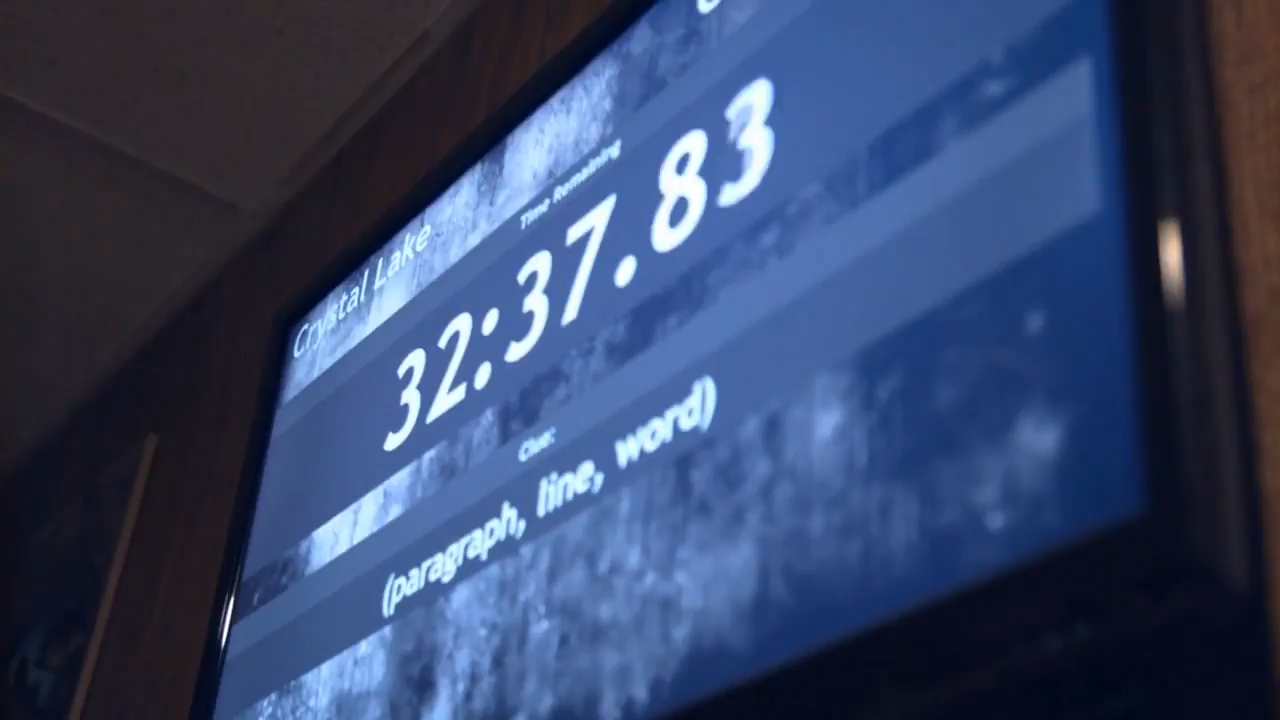 Crystal Lake
Time Remaining
32:37.83
Clue:
(paragraph, line, word)